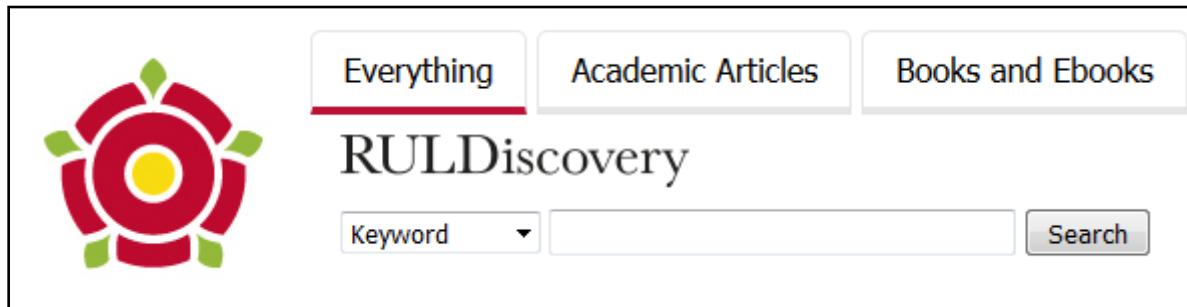 Everything Academic Articles Books and Ebooks
RULDiscovery
Keyword Search